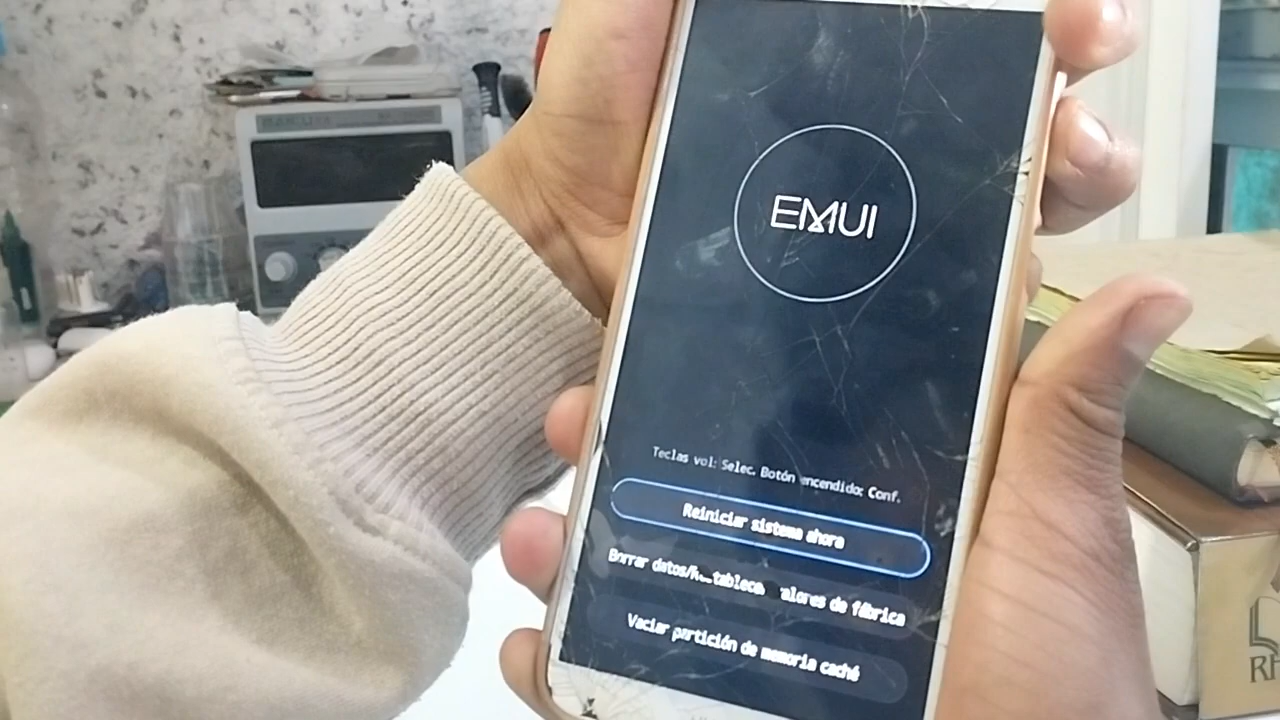 EMUI
Teclas vol: Selec. Botón encendido: Conf.
Reiniciar sistema ahora
Borrar datos/ de fábrica
Vaciar partición de memoria caché